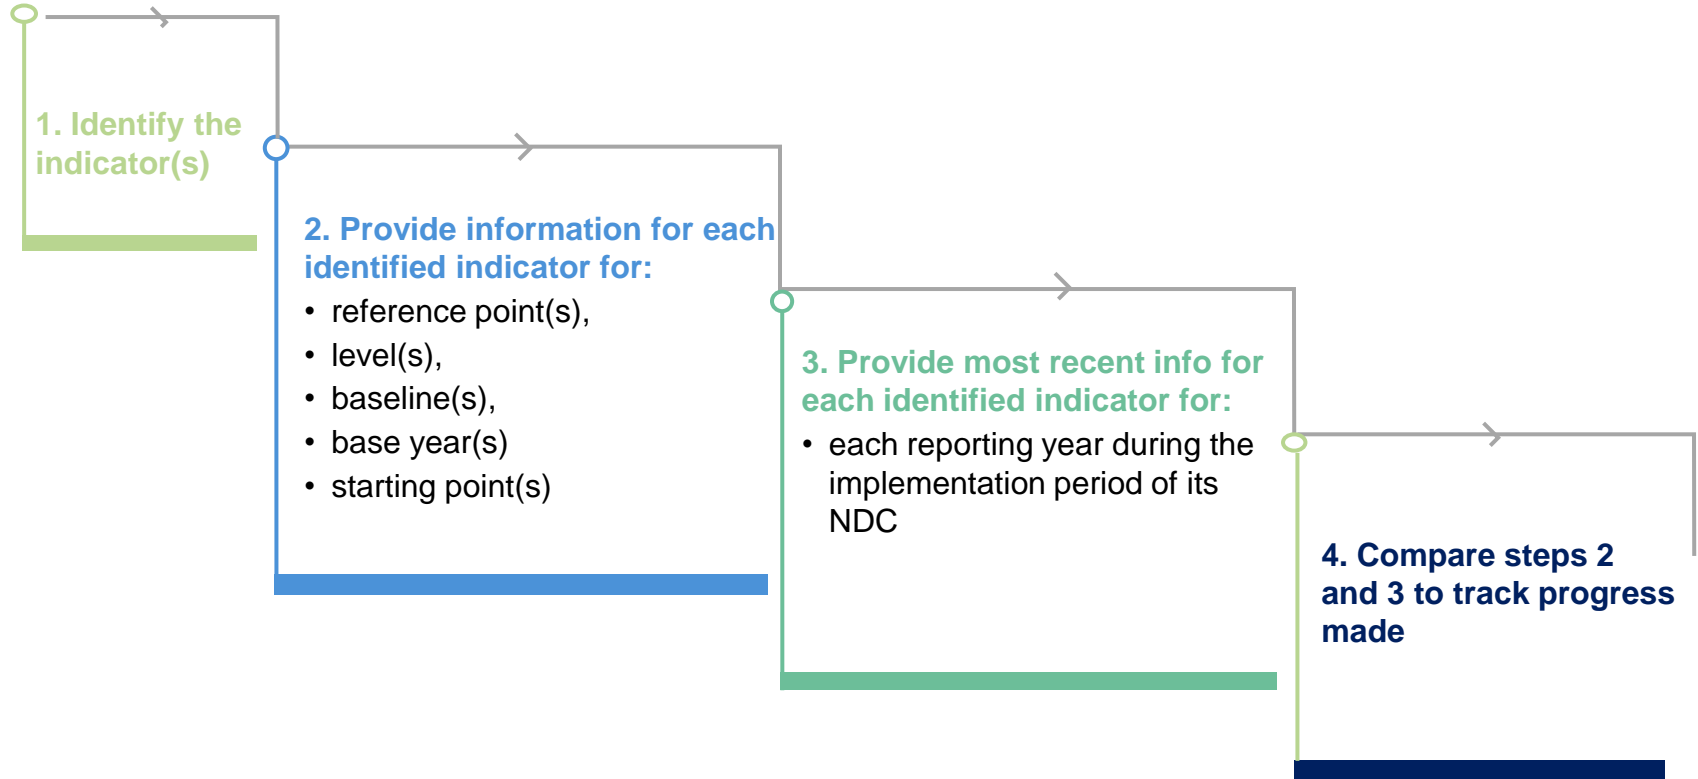 1. Identify the
indicator(s)
2. Provide information for each
identified indicator for:
• reference point(s),
• level(s),
• baseline(s),
• base year(s)
• starting point(s)
3. Provide most recent info for
each identified indicator for:
• each reporting year during the
implementation period of its
NDC
4. Compare steps 2
and 3 to track progress
made